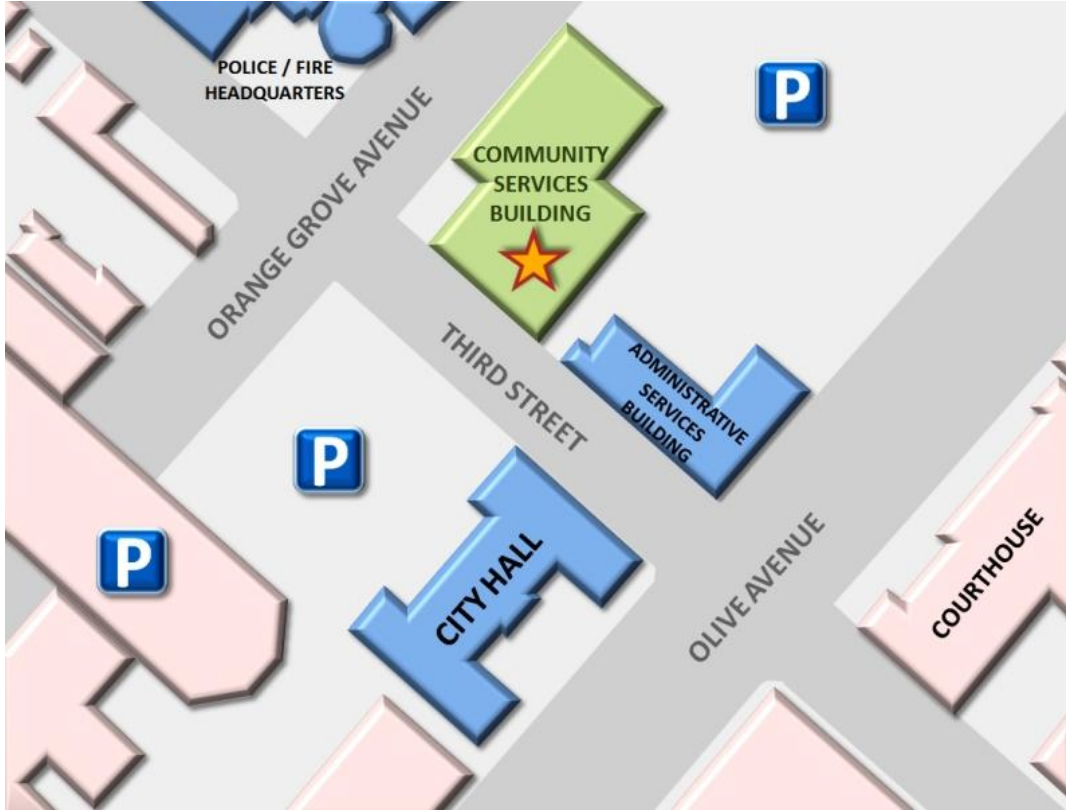 POLICE / FIRE
HEADQUARTERS
P
COMMUNITY
SERVICES
BUILDING
ORANGE GROVE AVENUE
THIRD STREET
ADMINISTRATIVE
SERVICES
BUILDING
P
P
CITY HALL
OLIVE AVENUE
COURTHOUSE